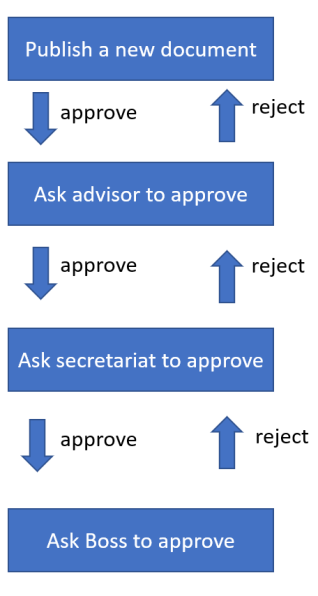 Publish a new document
approve
reject
Ask advisor to approve
approve
reject
Ask secretariat to approve
approve
reject
Ask Boss to approve